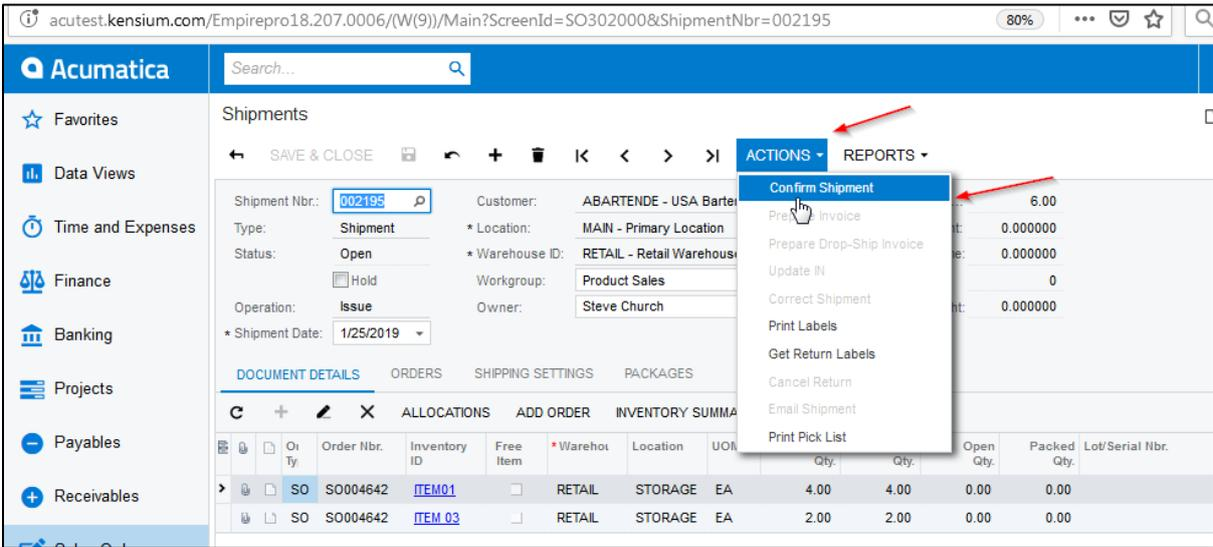 acutest.kensium.com/Empirepro18.207.0006/(W(9))/Main?ScreenId=SO302000&ShipmentNbr=002195 80%
Acumatica Search...
Favorites
Data Views
Time and Expenses
Finance
Banking
Projects
Payables
Receivables
Shipments
SAVE & CLOSE ACTIONS REPORTS
Shipment Nbr.: 002195 Customer: ABARTENDE - USA Barte 6.00
Type: Shipment * Location: MAIN - Primary Location 0.000000
Status: Open * Warehouse ID: RETAIL - Retail Warehouse 0.000000
Hold Workgroup: Product Sales 0
Operation: Issue Owner: Steve Church 0.000000
* Shipment Date: 1/25/2019
Confirm Shipment
Prepare Invoice
Prepare Drop-Ship Invoice
Update IN
Correct Shipment
Print Labels
Get Return Labels
Cancel Return
Email Shipment
Print Pick List
DOCUMENT DETAILS ORDERS SHIPPING SETTINGS PACKAGES
ALLOCATIONS ADD ORDER INVENTORY SUMMA
Order Nbr. Inventory ID Free Item *Warehou Location UOM Qty. Qty. Open Qty. Packed Qty. Lot/Serial Nbr.
SO SO004642 ITEM01 RETAIL STORAGE EA 4.00 4.00 0.00 0.00
SO SO004642 ITEM 03 RETAIL STORAGE EA 2.00 2.00 0.00 0.00